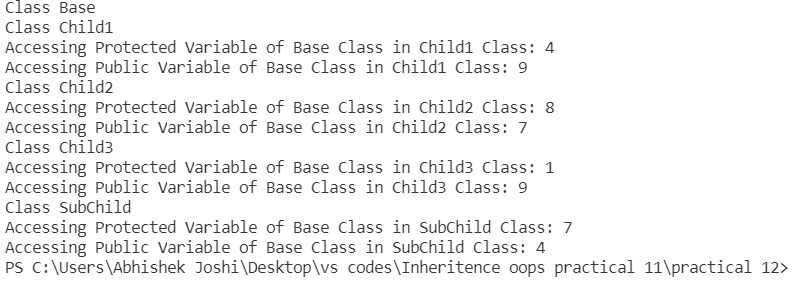 Class Base
Class Child1
Accessing Protected Variable of Base Class in Child1 Class: 4
Accessing Public Variable of Base Class in Child1 Class: 9
Class Child2
Accessing Protected Variable of Base Class in Child2 Class: 8
Accessing Public Variable of Base Class in Child2 Class: 7
Class Child3
Accessing Protected Variable of Base Class in Child3 Class: 1
Accessing Public Variable of Base Class in Child3 Class: 9
Class SubChild
Accessing Protected Variable of Base Class in SubChild Class: 7
Accessing Public Variable of Base Class in SubChild Class: 4
PS C:\Users\Abhishek Joshi\Desktop\vs codes\Inheritence oops practical 11\practical 12>